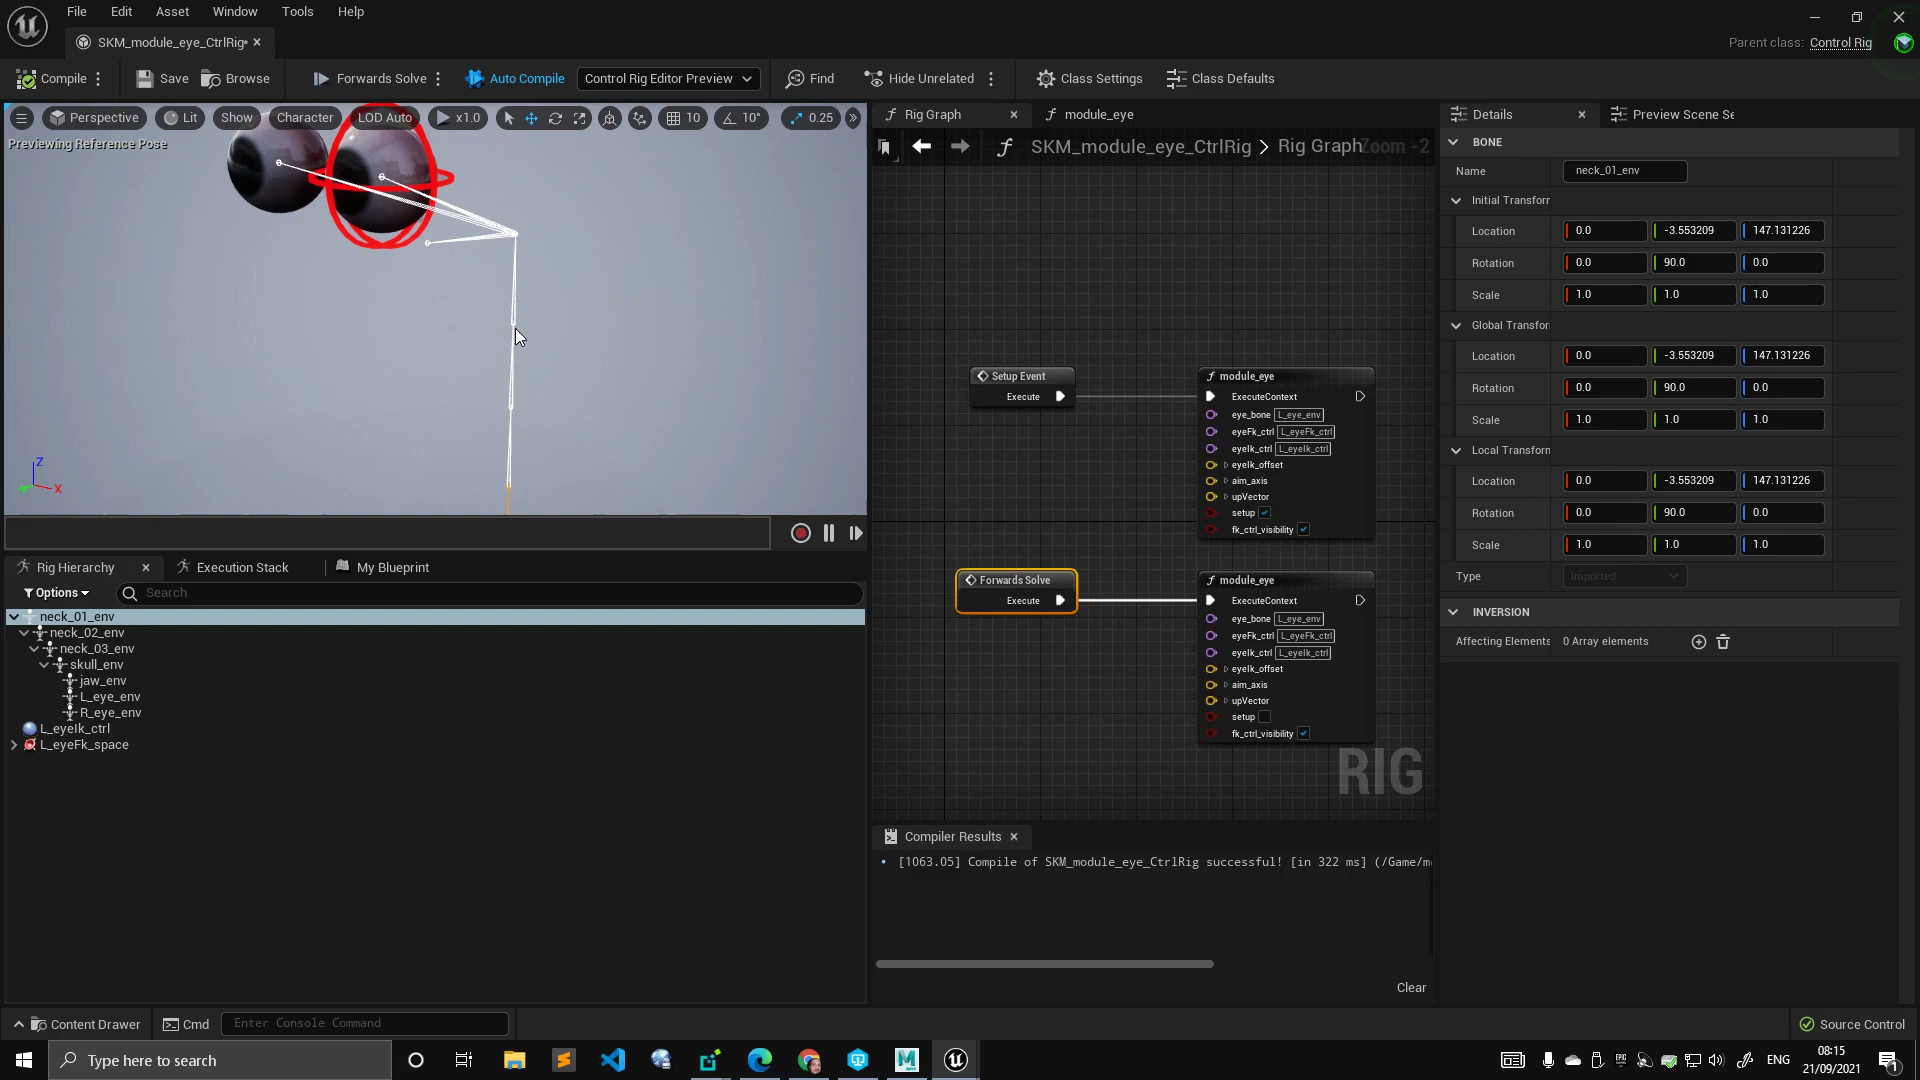 File Edit Asset Window Tools Help
SKM_module_eye_CtrlRig*
Parent class: Control Rig
Compile Save Browse Forwards Solve Auto Compile Control Rig Editor Preview Find Hide Unrelated Class Settings Class Defaults
Perspective Lit Show Character LOD Auto x1.0 10 10° 0.25
Previewing Reference Pose
Z
X
Rig Graph module_eye
SKM_module_eye_CtrlRig > Rig Graph Zoom -2
Setup Event
Execute
module_eye
ExecuteContext
eye_bone L_eye_env
eyeFk_ctrl L_eyeFk_ctrl
eyeIk_ctrl L_eyeIk_ctrl
eyeIk_offset
aim_axis
upVector
setup
fk_ctrl_visibility
Forwards Solve
Execute
module_eye
ExecuteContext
eye_bone L_eye_env
eyeFk_ctrl L_eyeFk_ctrl
eyeIk_ctrl L_eyeIk_ctrl
eyeIk_offset
aim_axis
upVector
setup
fk_ctrl_visibility
RIG
Rig Hierarchy Execution Stack My Blueprint
Options Search
neck_01_env
neck_02_env
neck_03_env
skull_env
jaw_env
L_eye_env
R_eye_env
L_eyeIk_ctrl
L_eyeFk_space
Compiler Results
[1063.05] Compile of SKM_module_eye_CtrlRig successful! [in 322 ms] (/Game/m
Clear
Details Preview Scene Se
BONE
Name neck_01_env
Initial Transforn
Location 0.0 -3.553209 147.131226
Rotation 0.0 90.0 0.0
Scale 1.0 1.0 1.0
Global Transfor
Location 0.0 -3.553209 147.131226
Rotation 0.0 90.0 0.0
Scale 1.0 1.0 1.0
Local Transform
Location 0.0 -3.553209 147.131226
Rotation 0.0 90.0 0.0
Scale 1.0 1.0 1.0
Type Imported
INVERSION
Affecting Elements 0 Array elements
Content Drawer Cmd Enter Console Command Source Control
Type here to search
ENG
08:15
21/09/2021
1